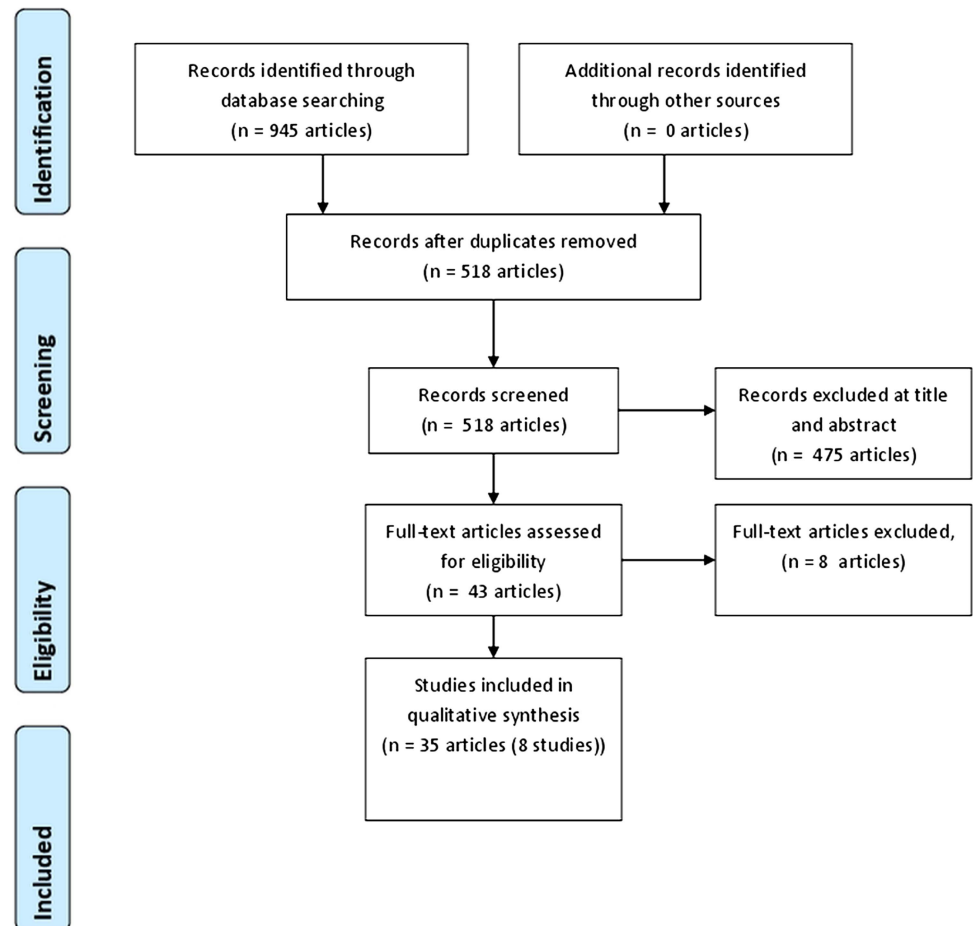 Identification
Records identified through
database searching
(n = 945 articles)
Additional records identified
through other sources
(n = 0 articles)
Records after duplicates removed
(n = 518 articles)
Screening
Records screened
(n = 518 articles)
Records excluded at title
and abstract
(n = 475 articles)
Eligibility
Full-text articles assessed
for eligibility
(n = 43 articles)
Full-text articles excluded,
(n = 8 articles)
Included
Studies included in
qualitative synthesis
(n = 35 articles (8 studies))